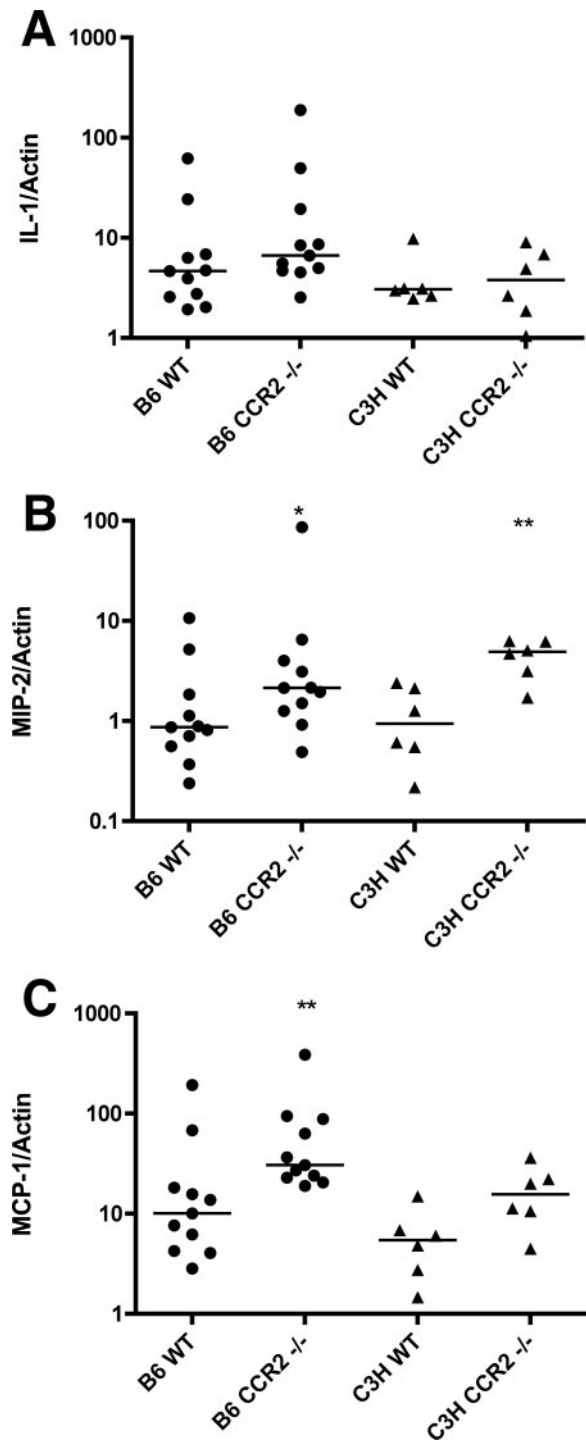 A
1000
100
10
1
IL-1/Actin
B6 WT
B6 CCR2 -/-
C3H WT
C3H CCR2 -/-
B
100
10
1
0.1
MIP-2/Actin
*
**
B6 WT
B6 CCR2 -/-
C3H WT
C3H CCR2 -/-
C
1000
100
10
1
MCP-1/Actin
**
B6 WT
B6 CCR2 -/-
C3H WT
C3H CCR2 -/-